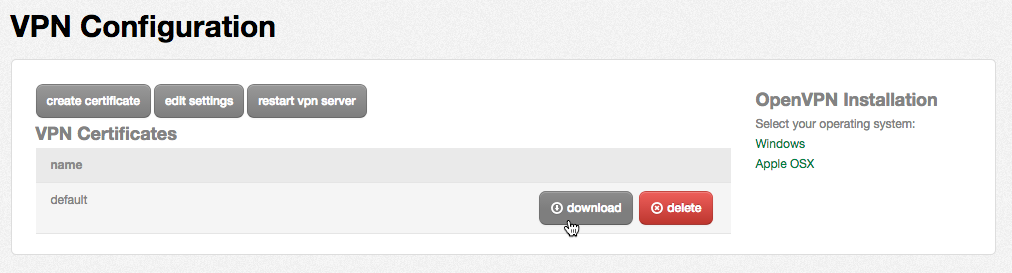 VPN Configuration
create certificate edit settings restart vpn server
VPN Certificates
name
default download delete
OpenVPN Installation
Select your operating system:
Windows
Apple OSX